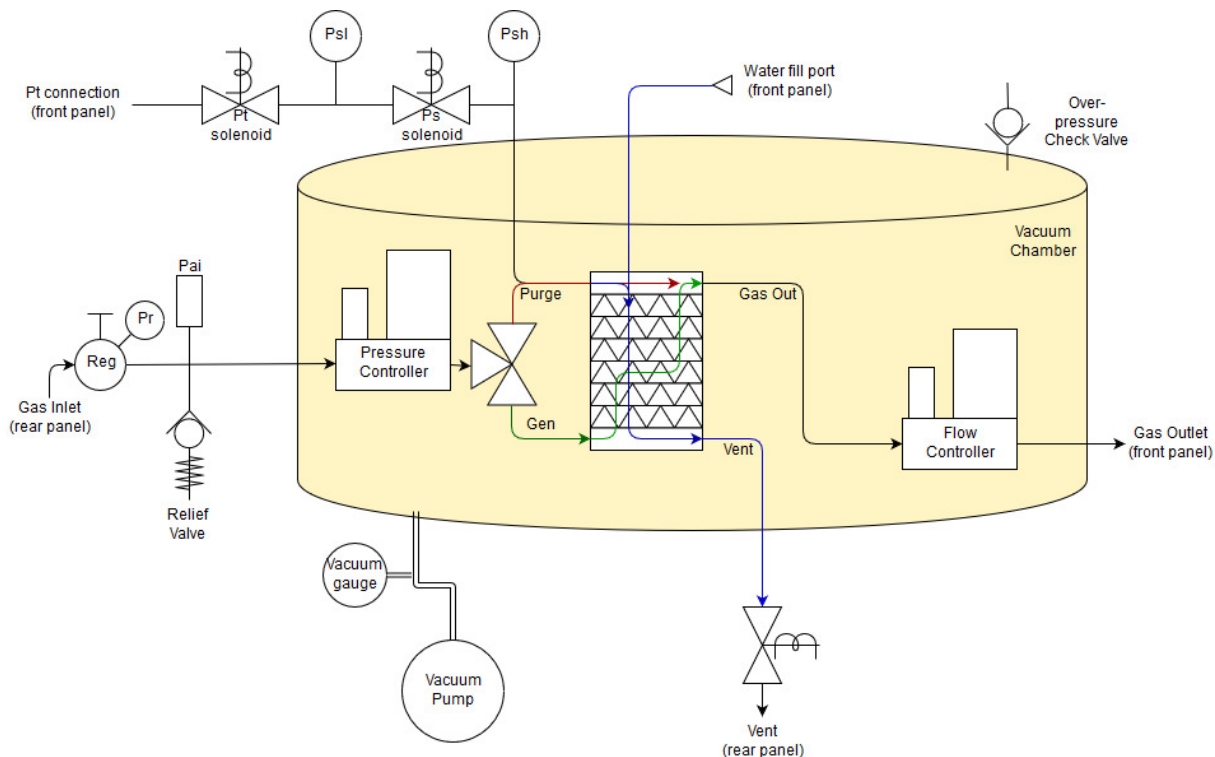 Psl
Psh
Pt connection
(front panel)
Pt
solenoid
Ps
solenoid
Water fill port
(front panel)
Over-
pressure
Check Valve
Vacuum
Chamber
Pai
Pr
Reg
Gas Inlet
(rear panel)
Pressure
Controller
Purge
Gas Out
Gen
Vent
Flow
Controller
Gas Outlet
(front panel)
Relief
Valve
Vacuum
gauge
Vacuum
Pump
Vent
(rear panel)